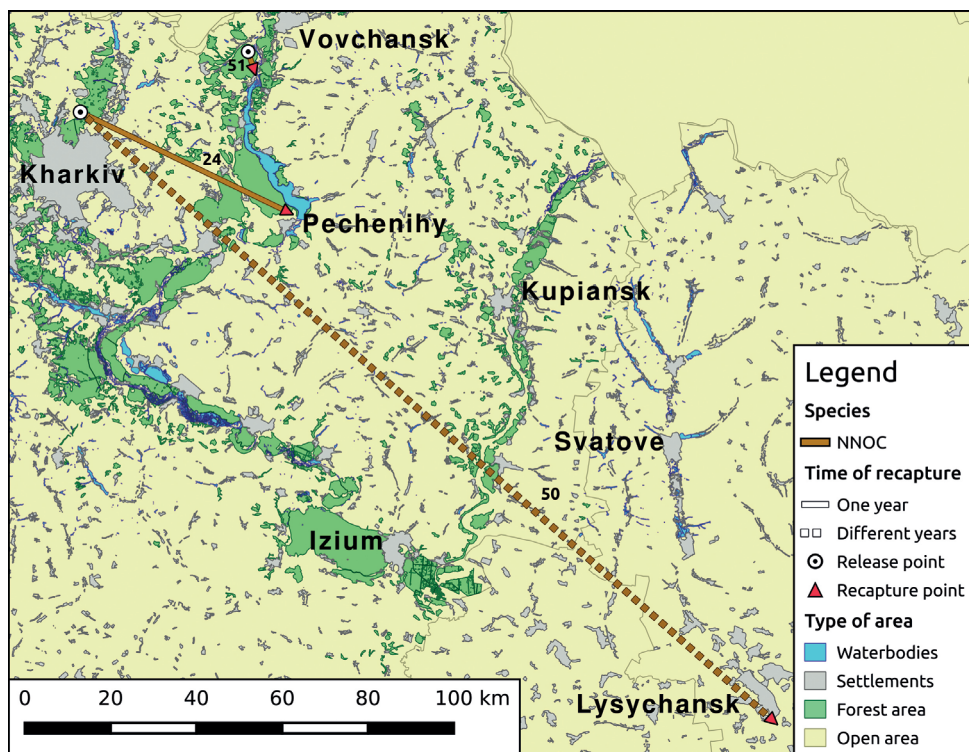 Vovchansk
51
Kharkiv
24
Pechenihy
Kupiansk
Svatove
50
Izium
Lysychansk
Legend
Species
NNOC
Time of recapture
One year
Different years
Release point
Recapture point
Type of area
Waterbodies
Settlements
Forest area
Open area
0 20 40 60 80 100 km